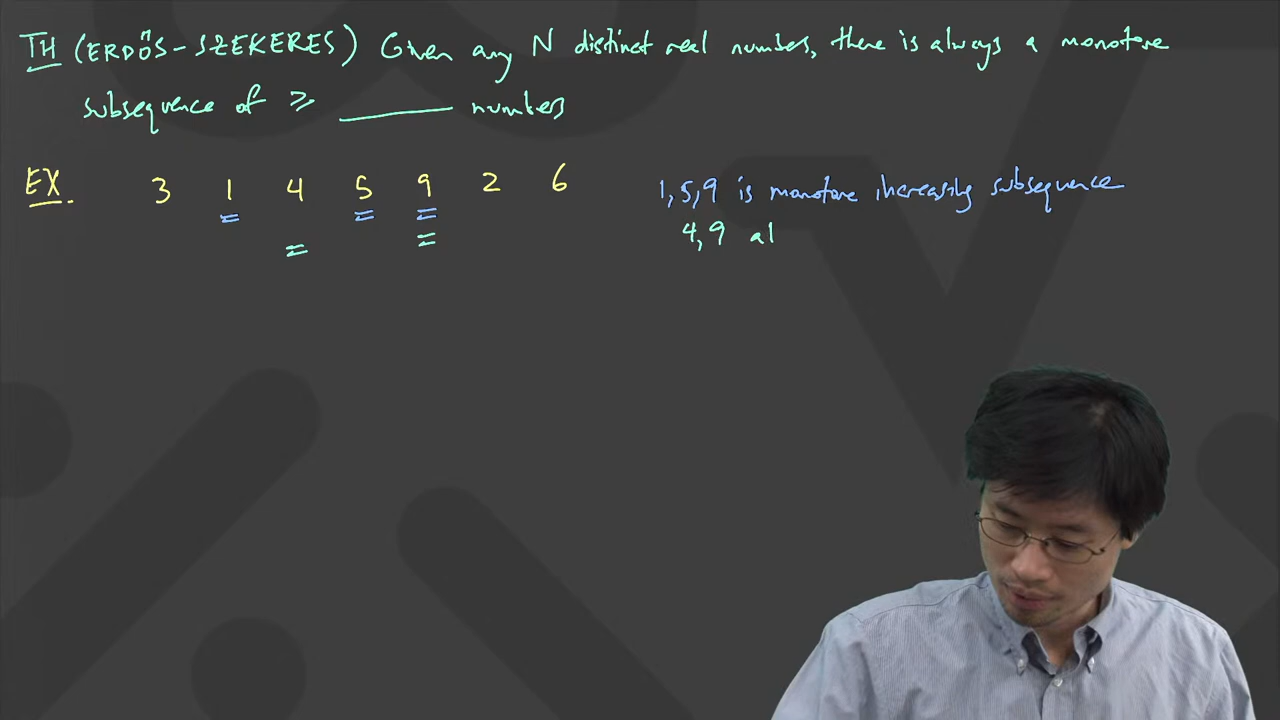 TH (ERDŐS-SZEKERES) Given any N distinct real numbers, there is always a monotone
subsequence of ≥ ________ numbers
EX. 3 1 4 5 9 2 6
1,5,9 is monotone increasing subsequence
4,9 al